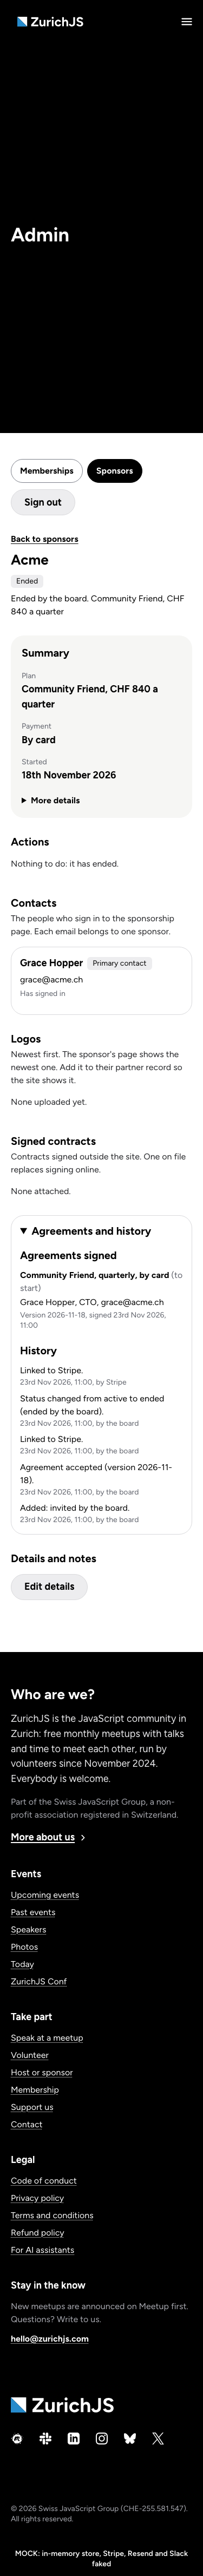 ZurichJS
Admin
Memberships
Sponsors
Sign out
Back to sponsors
Acme
Ended
Ended by the board. Community Friend, CHF
840 a quarter
Summary
Plan
Community Friend, CHF 840 a
quarter
Payment
By card
Started
18th November 2026
More details
Actions
Nothing to do: it has ended.
Contacts
The people who sign in to the sponsorship
page. Each email belongs to one sponsor.
Grace Hopper Primary contact
grace@acme.ch
Has signed in
Logos
Newest first. The sponsor's page shows the
newest one. Add it to their partner record so
the site shows it.
None uploaded yet.
Signed contracts
Contracts signed outside the site. One on file
replaces signing online.
None attached.
Agreements and history
Agreements signed
Community Friend, quarterly, by card (to
start)
Grace Hopper, CTO, grace@acme.ch
Version 2026-11-18, signed 23rd Nov 2026,
11:00
History
Linked to Stripe.
23rd Nov 2026, 11:00, by Stripe
Status changed from active to ended
(ended by the board).
23rd Nov 2026, 11:00, by the board
Linked to Stripe.
23rd Nov 2026, 11:00, by the board
Agreement accepted (version 2026-11-
18).
23rd Nov 2026, 11:00, by the board
Added: invited by the board.
23rd Nov 2026, 11:00, by the board
Details and notes
Edit details
Who are we?
ZurichJS is the JavaScript community in
Zurich: free monthly meetups with talks
and time to meet each other, run by
volunteers since November 2024.
Everybody is welcome.
Part of the Swiss JavaScript Group, a non-
profit association registered in Switzerland.
More about us
Events
Upcoming events
Past events
Speakers
Photos
Today
ZurichJS Conf
Take part
Speak at a meetup
Volunteer
Host or sponsor
Membership
Support us
Contact
Legal
Code of conduct
Privacy policy
Terms and conditions
Refund policy
For AI assistants
Stay in the know
New meetups are announced on Meetup first.
Questions? Write to us.
hello@zurichjs.com
ZurichJS
© 2026 Swiss JavaScript Group (CHE-255.581.547).
All rights reserved.
MOCK: in-memory store, Stripe, Resend and Slack
faked